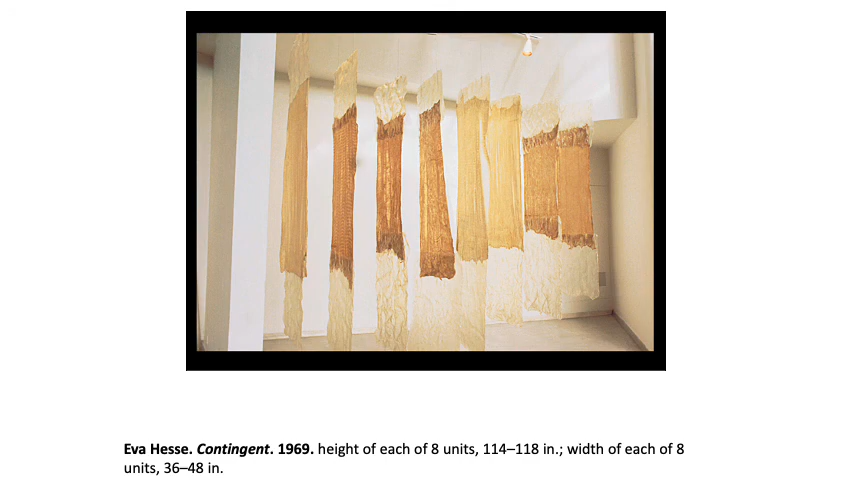 Eva Hesse. Contingent. 1969. height of each of 8 units, 114–118 in.; width of each of 8
units, 36–48 in.